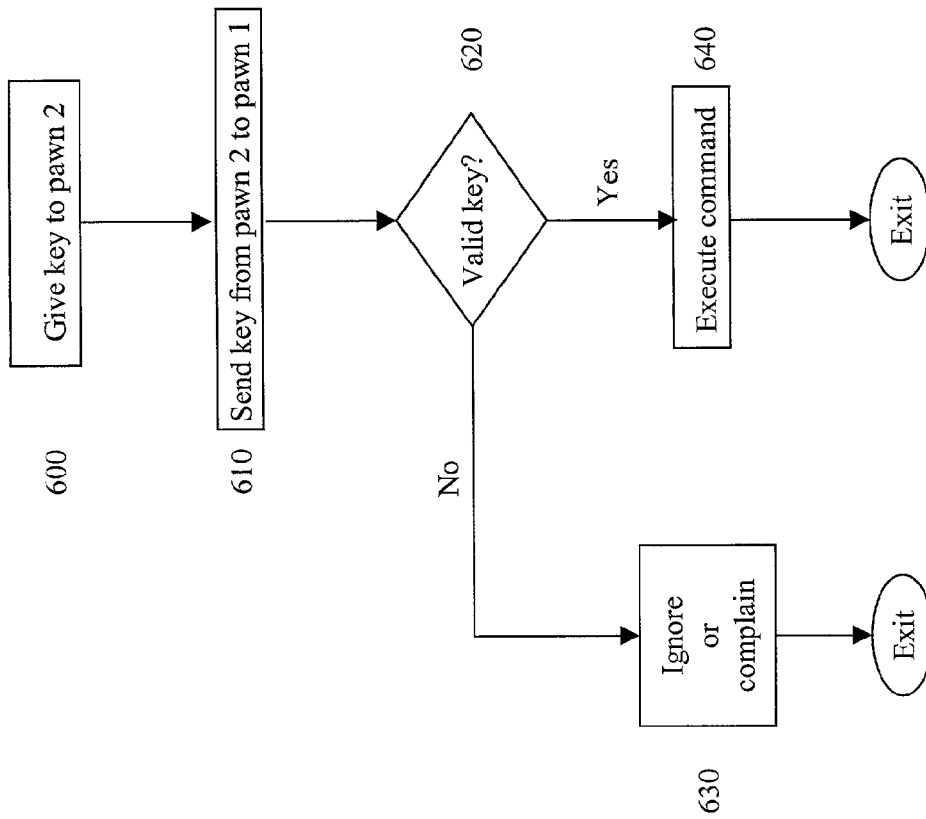 600
Give key to pawn 2
610
Send key from pawn 2 to pawn 1
620
Valid key?
No
Yes
630
Ignore
or
complain
640
Execute command
Exit
Exit